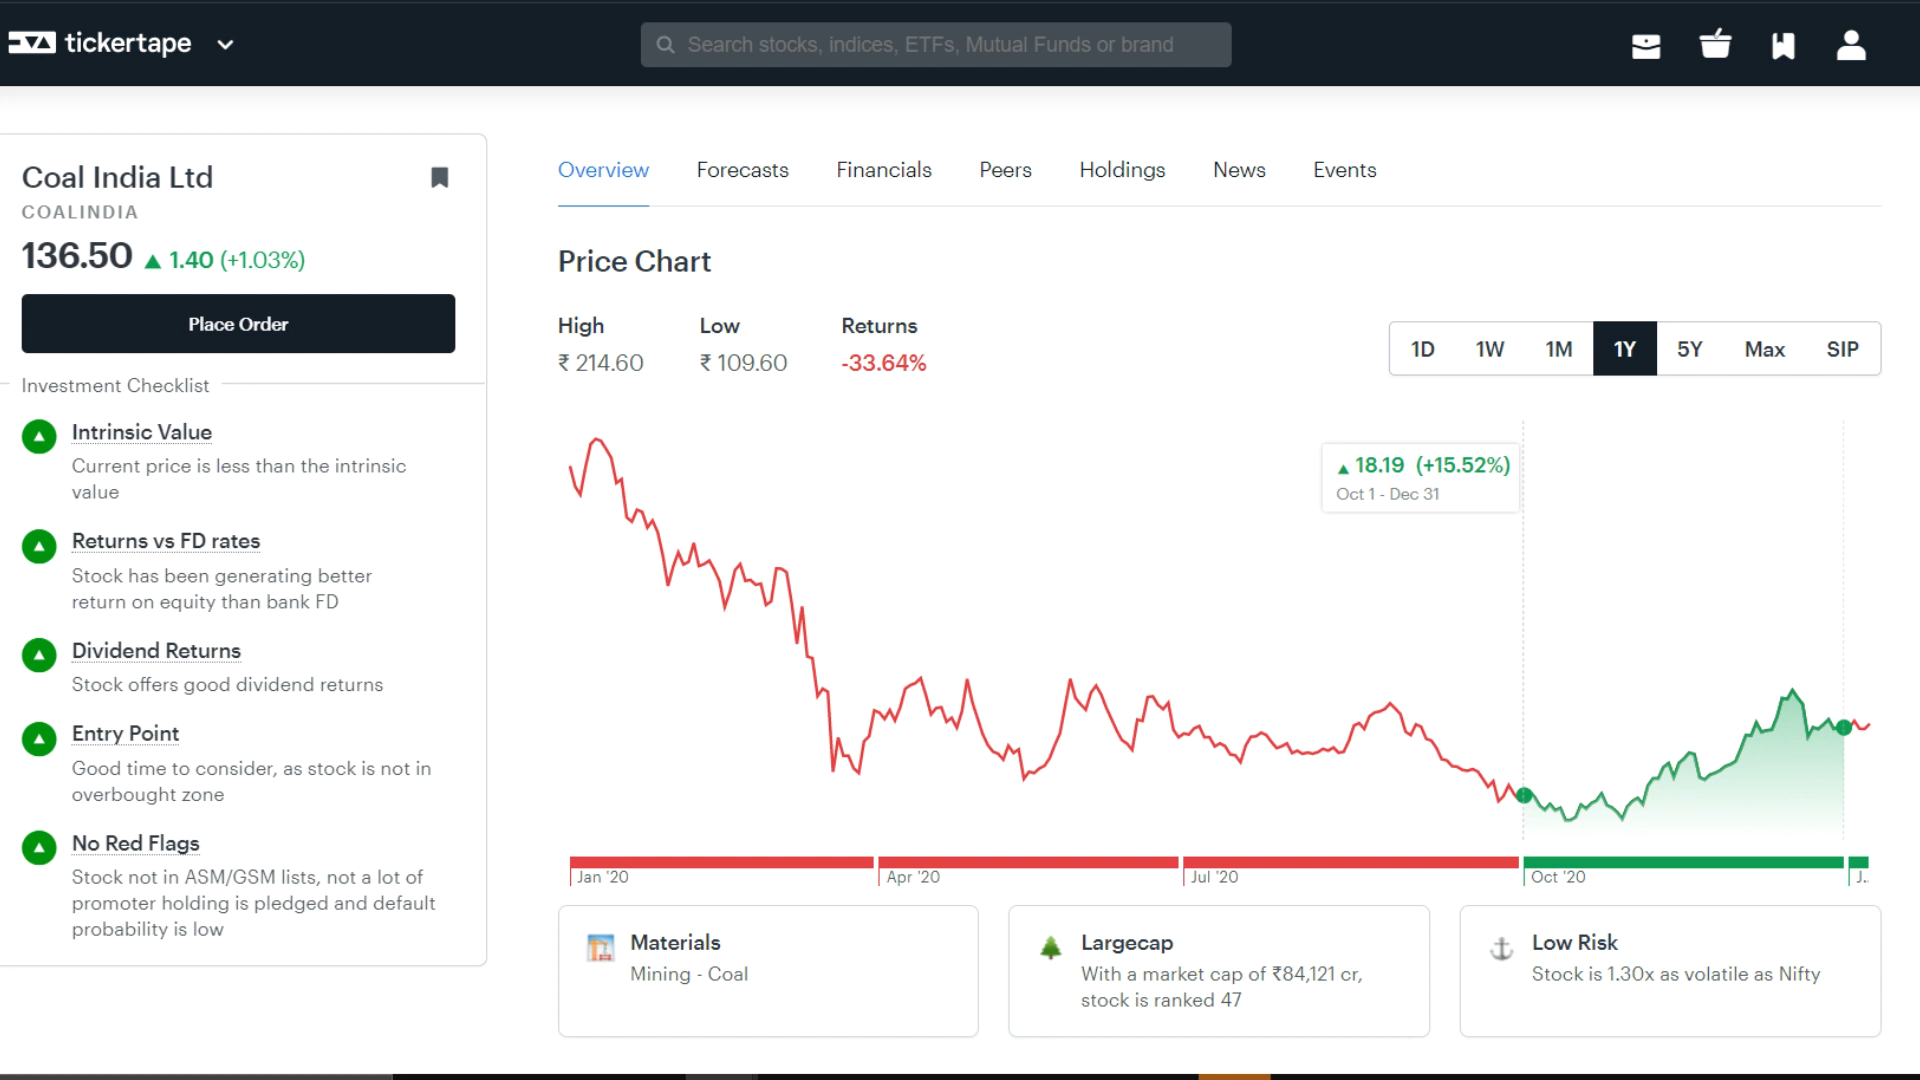 tickertape
Search stocks, indices, ETFs, Mutual Funds or brand
Coal India Ltd
COALINDIA
136.50 ▲ 1.40 (+1.03%)
Place Order
Investment Checklist
Intrinsic Value
Current price is less than the intrinsic
value
Returns vs FD rates
Stock has been generating better
return on equity than bank FD
Dividend Returns
Stock offers good dividend returns
Entry Point
Good time to consider, as stock is not in
overbought zone
No Red Flags
Stock not in ASM/GSM lists, not a lot of
promoter holding is pledged and default
probability is low
Overview Forecasts Financials Peers Holdings News Events
Price Chart
High Low Returns
₹ 214.60 ₹ 109.60 -33.64%
1D 1W 1M 1Y 5Y Max SIP
▲ 18.19 (+15.52%)
Oct 1 - Dec 31
Jan '20 Apr '20 Jul '20 Oct '20 J..
Materials
Mining - Coal
Largecap
With a market cap of ₹84,121 cr,
stock is ranked 47
Low Risk
Stock is 1.30x as volatile as Nifty